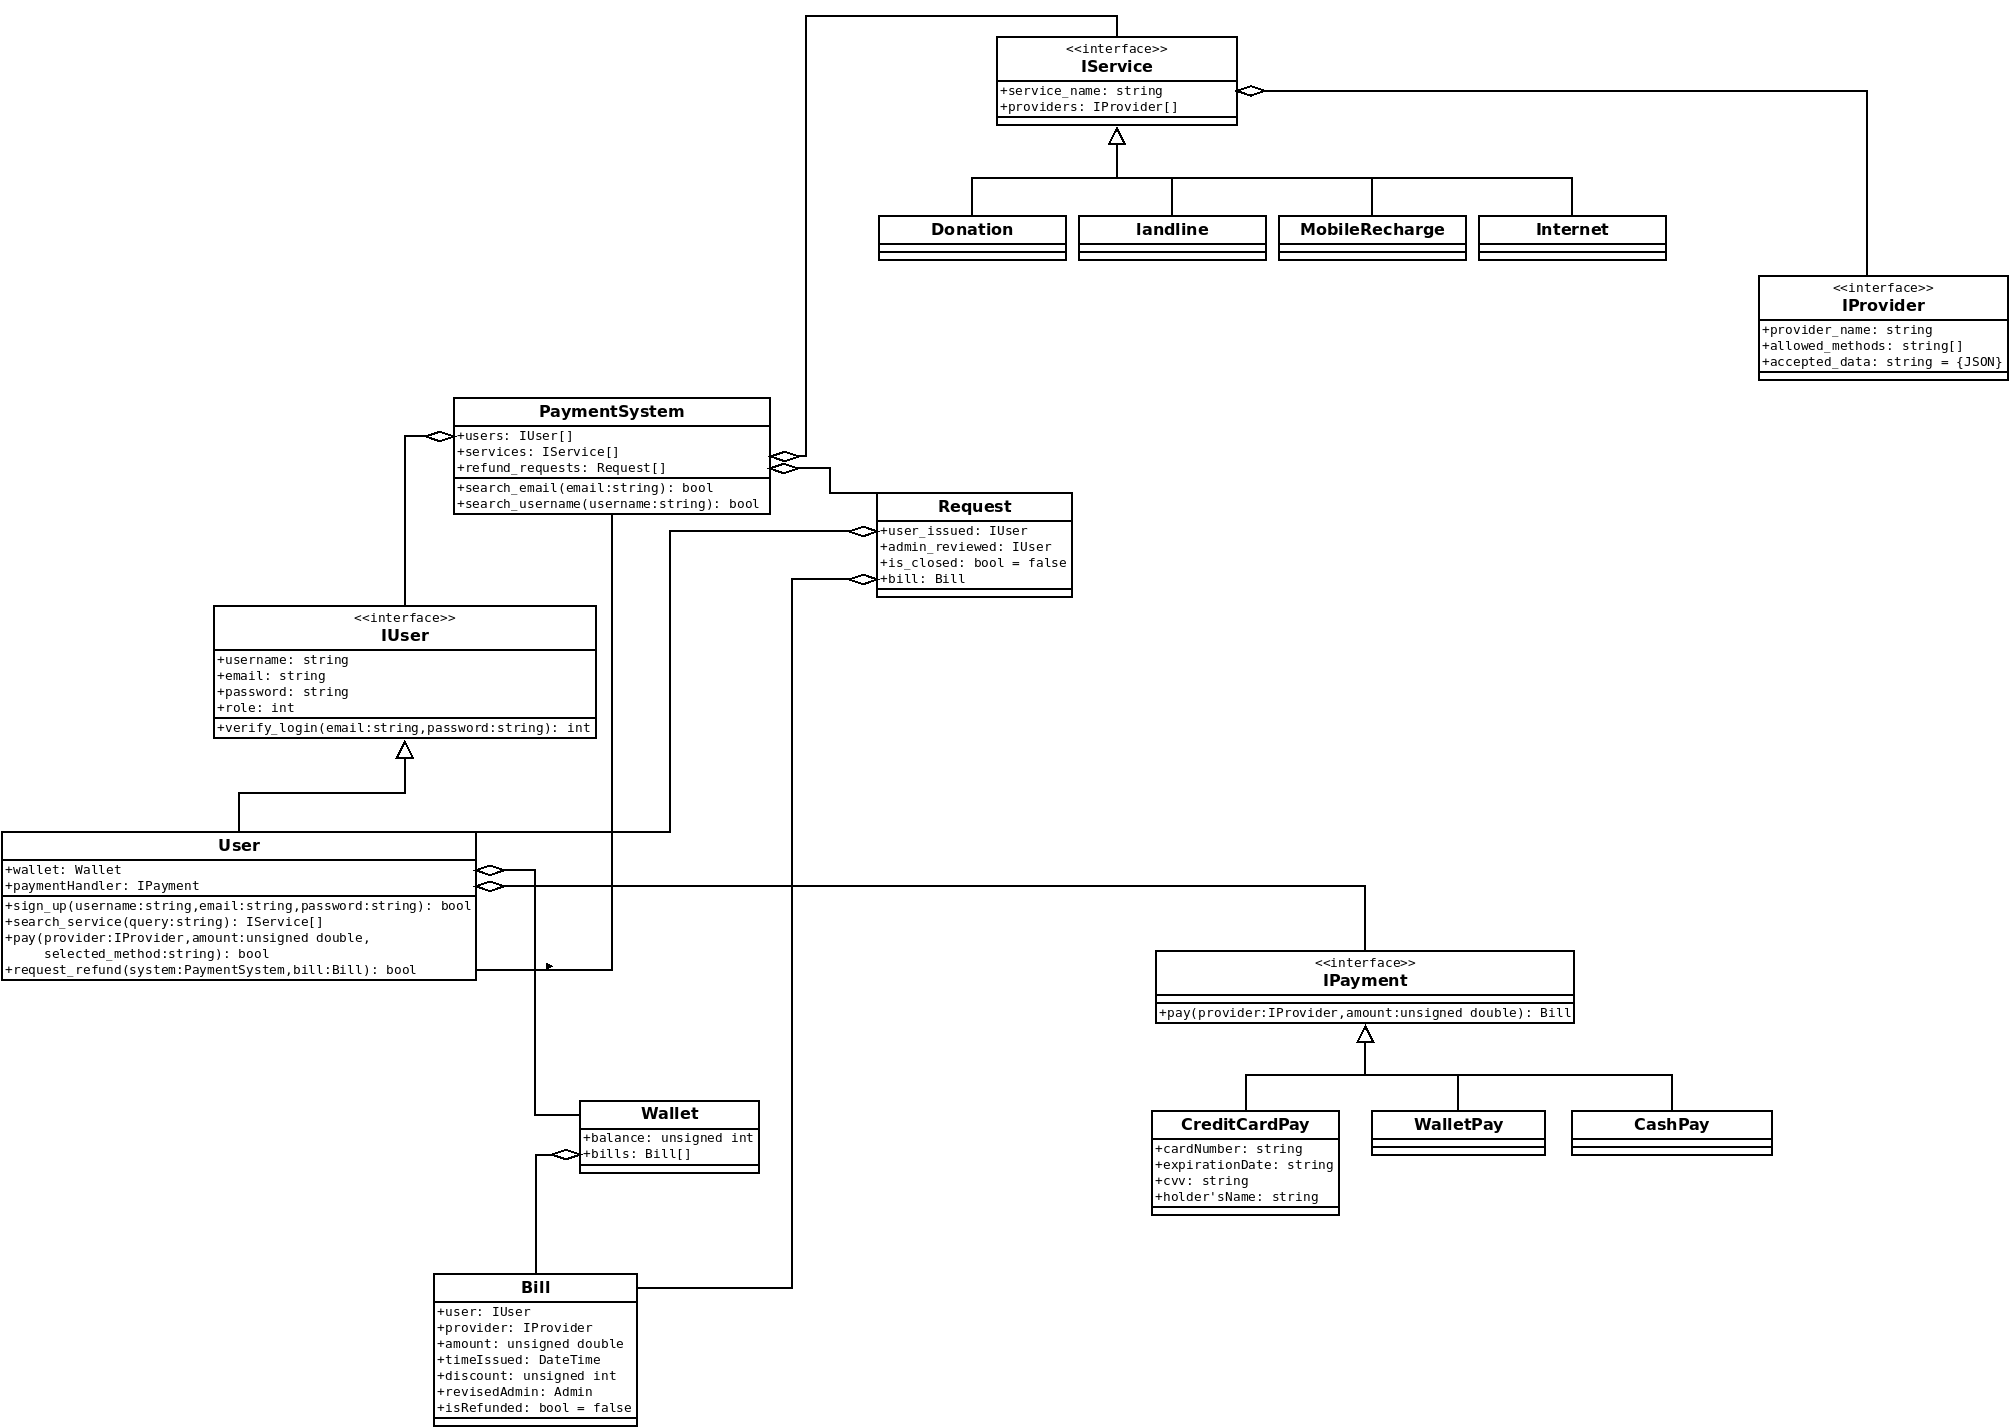 <<interface>>
IService
+service_name: string
+providers: IProvider[]
Donation
landline
MobileRecharge
Internet
<<interface>>
IProvider
+provider_name: string
+allowed_methods: string[]
+accepted_data: string = {JSON}
PaymentSystem
+users: IUser[]
+services: IService[]
+refund_requests: Request[]
+search_email(email:string): bool
+search_username(username:string): bool
Request
+user_issued: IUser
+admin_reviewed: IUser
+is_closed: bool = false
+bill: Bill
<<interface>>
IUser
+username: string
+email: string
+password: string
+role: int
+verify_login(email:string,password:string): int
User
+wallet: Wallet
+paymentHandler: IPayment
+sign_up(username:string,email:string,password:string): bool
+search_service(query:string): IService[]
+pay(provider:IProvider,amount:unsigned double,
selected_method:string): bool
+request_refund(system:PaymentSystem,bill:Bill): bool
<<interface>>
IPayment
+pay(provider:IProvider,amount:unsigned double): Bill
Wallet
+balance: unsigned int
+bills: Bill[]
CreditCardPay
+cardNumber: string
+expirationDate: string
+cvv: string
+holder'sName: string
WalletPay
CashPay
Bill
+user: IUser
+provider: IProvider
+amount: unsigned double
+timeIssued: DateTime
+discount: unsigned int
+revisedAdmin: Admin
+isRefunded: bool = false